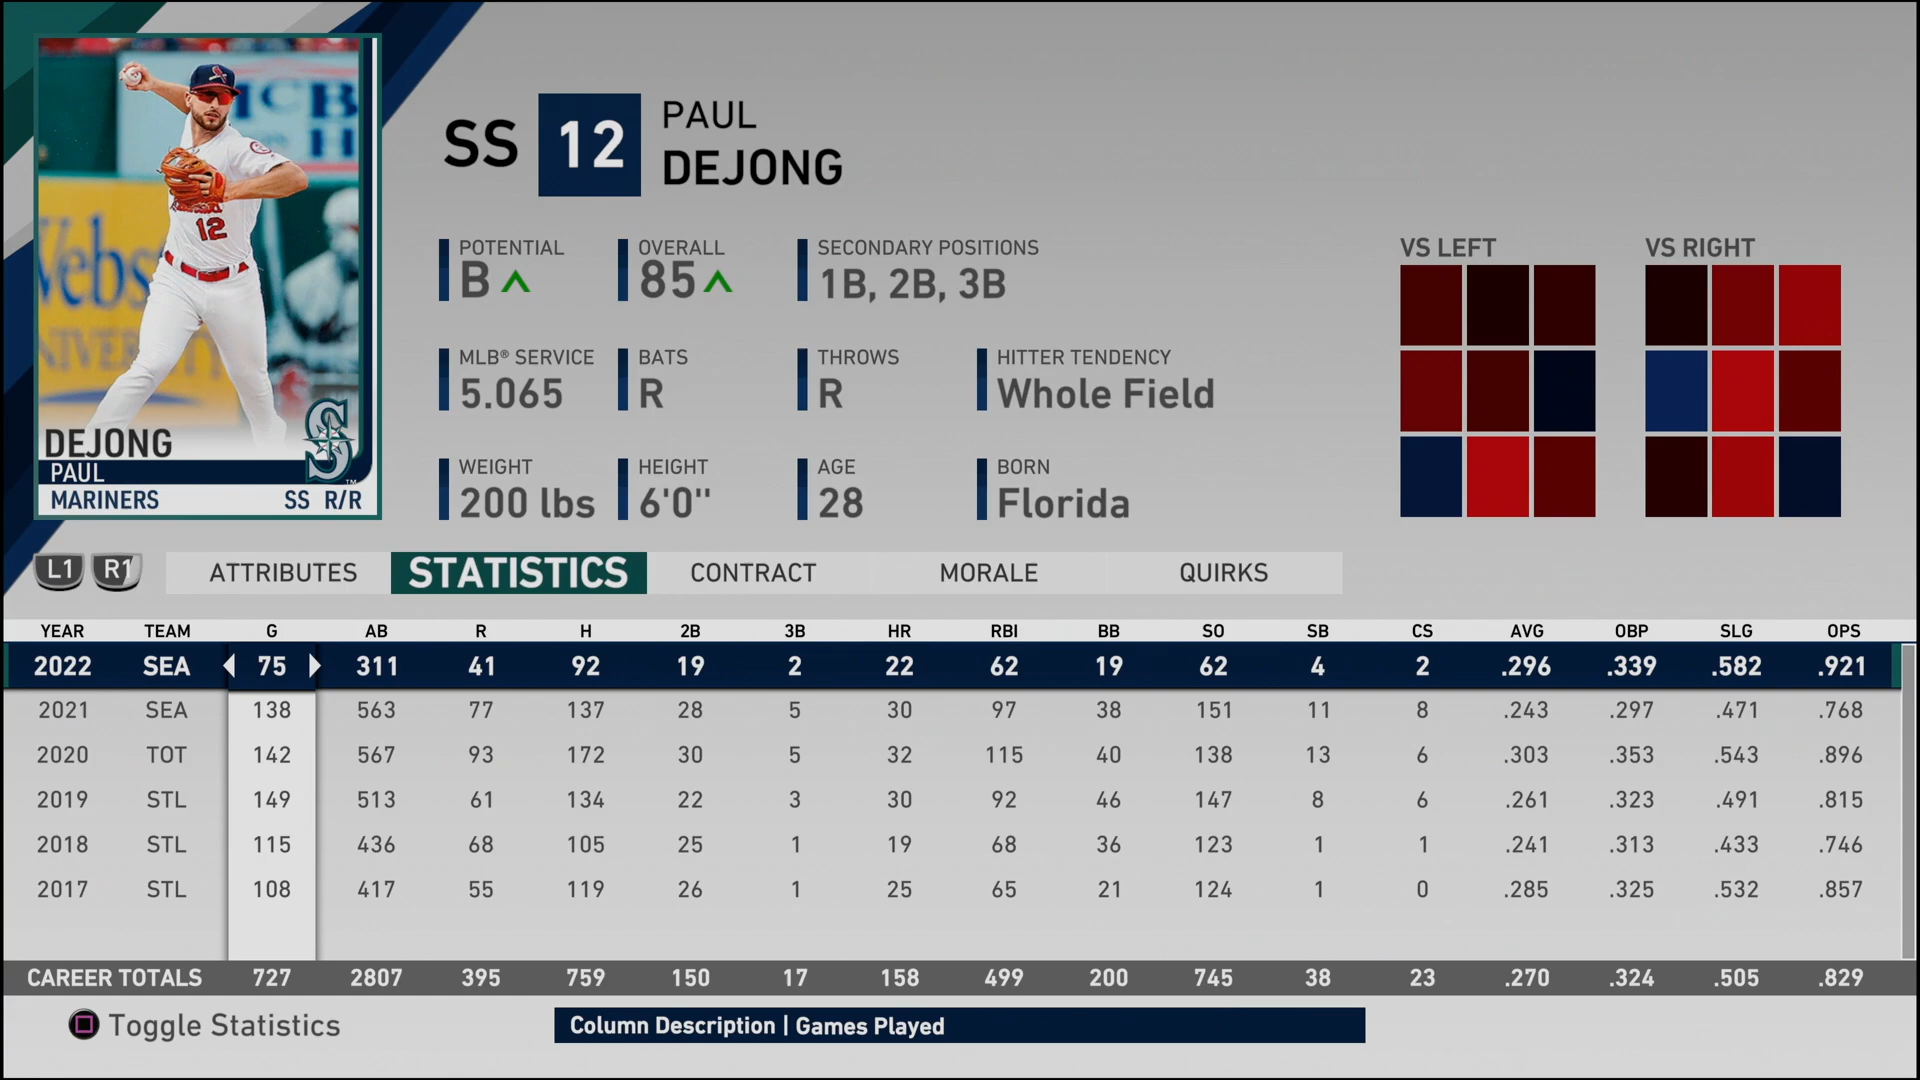 SS 12 PAUL
DEJONG
12
DEJONG
PAUL
MARINERS SS R/R
POTENTIAL OVERALL SECONDARY POSITIONS
B 85 1B, 2B, 3B
MLB® SERVICE BATS THROWS HITTER TENDENCY
5.065 R R Whole Field
WEIGHT HEIGHT AGE BORN
200 lbs 6'0" 28 Florida
VS LEFT VS RIGHT
L1 R1 ATTRIBUTES STATISTICS CONTRACT MORALE QUIRKS
YEAR TEAM G AB R H 2B 3B HR RBI BB SO SB CS AVG OBP SLG OPS
2022 SEA 75 311 41 92 19 2 22 62 19 62 4 2 .296 .339 .582 .921
2021 SEA 138 563 77 137 28 5 30 97 38 151 11 8 .243 .297 .471 .768
2020 TOT 142 567 93 172 30 5 32 115 40 138 13 6 .303 .353 .543 .896
2019 STL 149 513 61 134 22 3 30 92 46 147 8 6 .261 .323 .491 .815
2018 STL 115 436 68 105 25 1 19 68 36 123 1 1 .241 .313 .433 .746
2017 STL 108 417 55 119 26 1 25 65 21 124 1 0 .285 .325 .532 .857
CAREER TOTALS 727 2807 395 759 150 17 158 499 200 745 38 23 .270 .324 .505 .829
Toggle Statistics
Column Description | Games Played